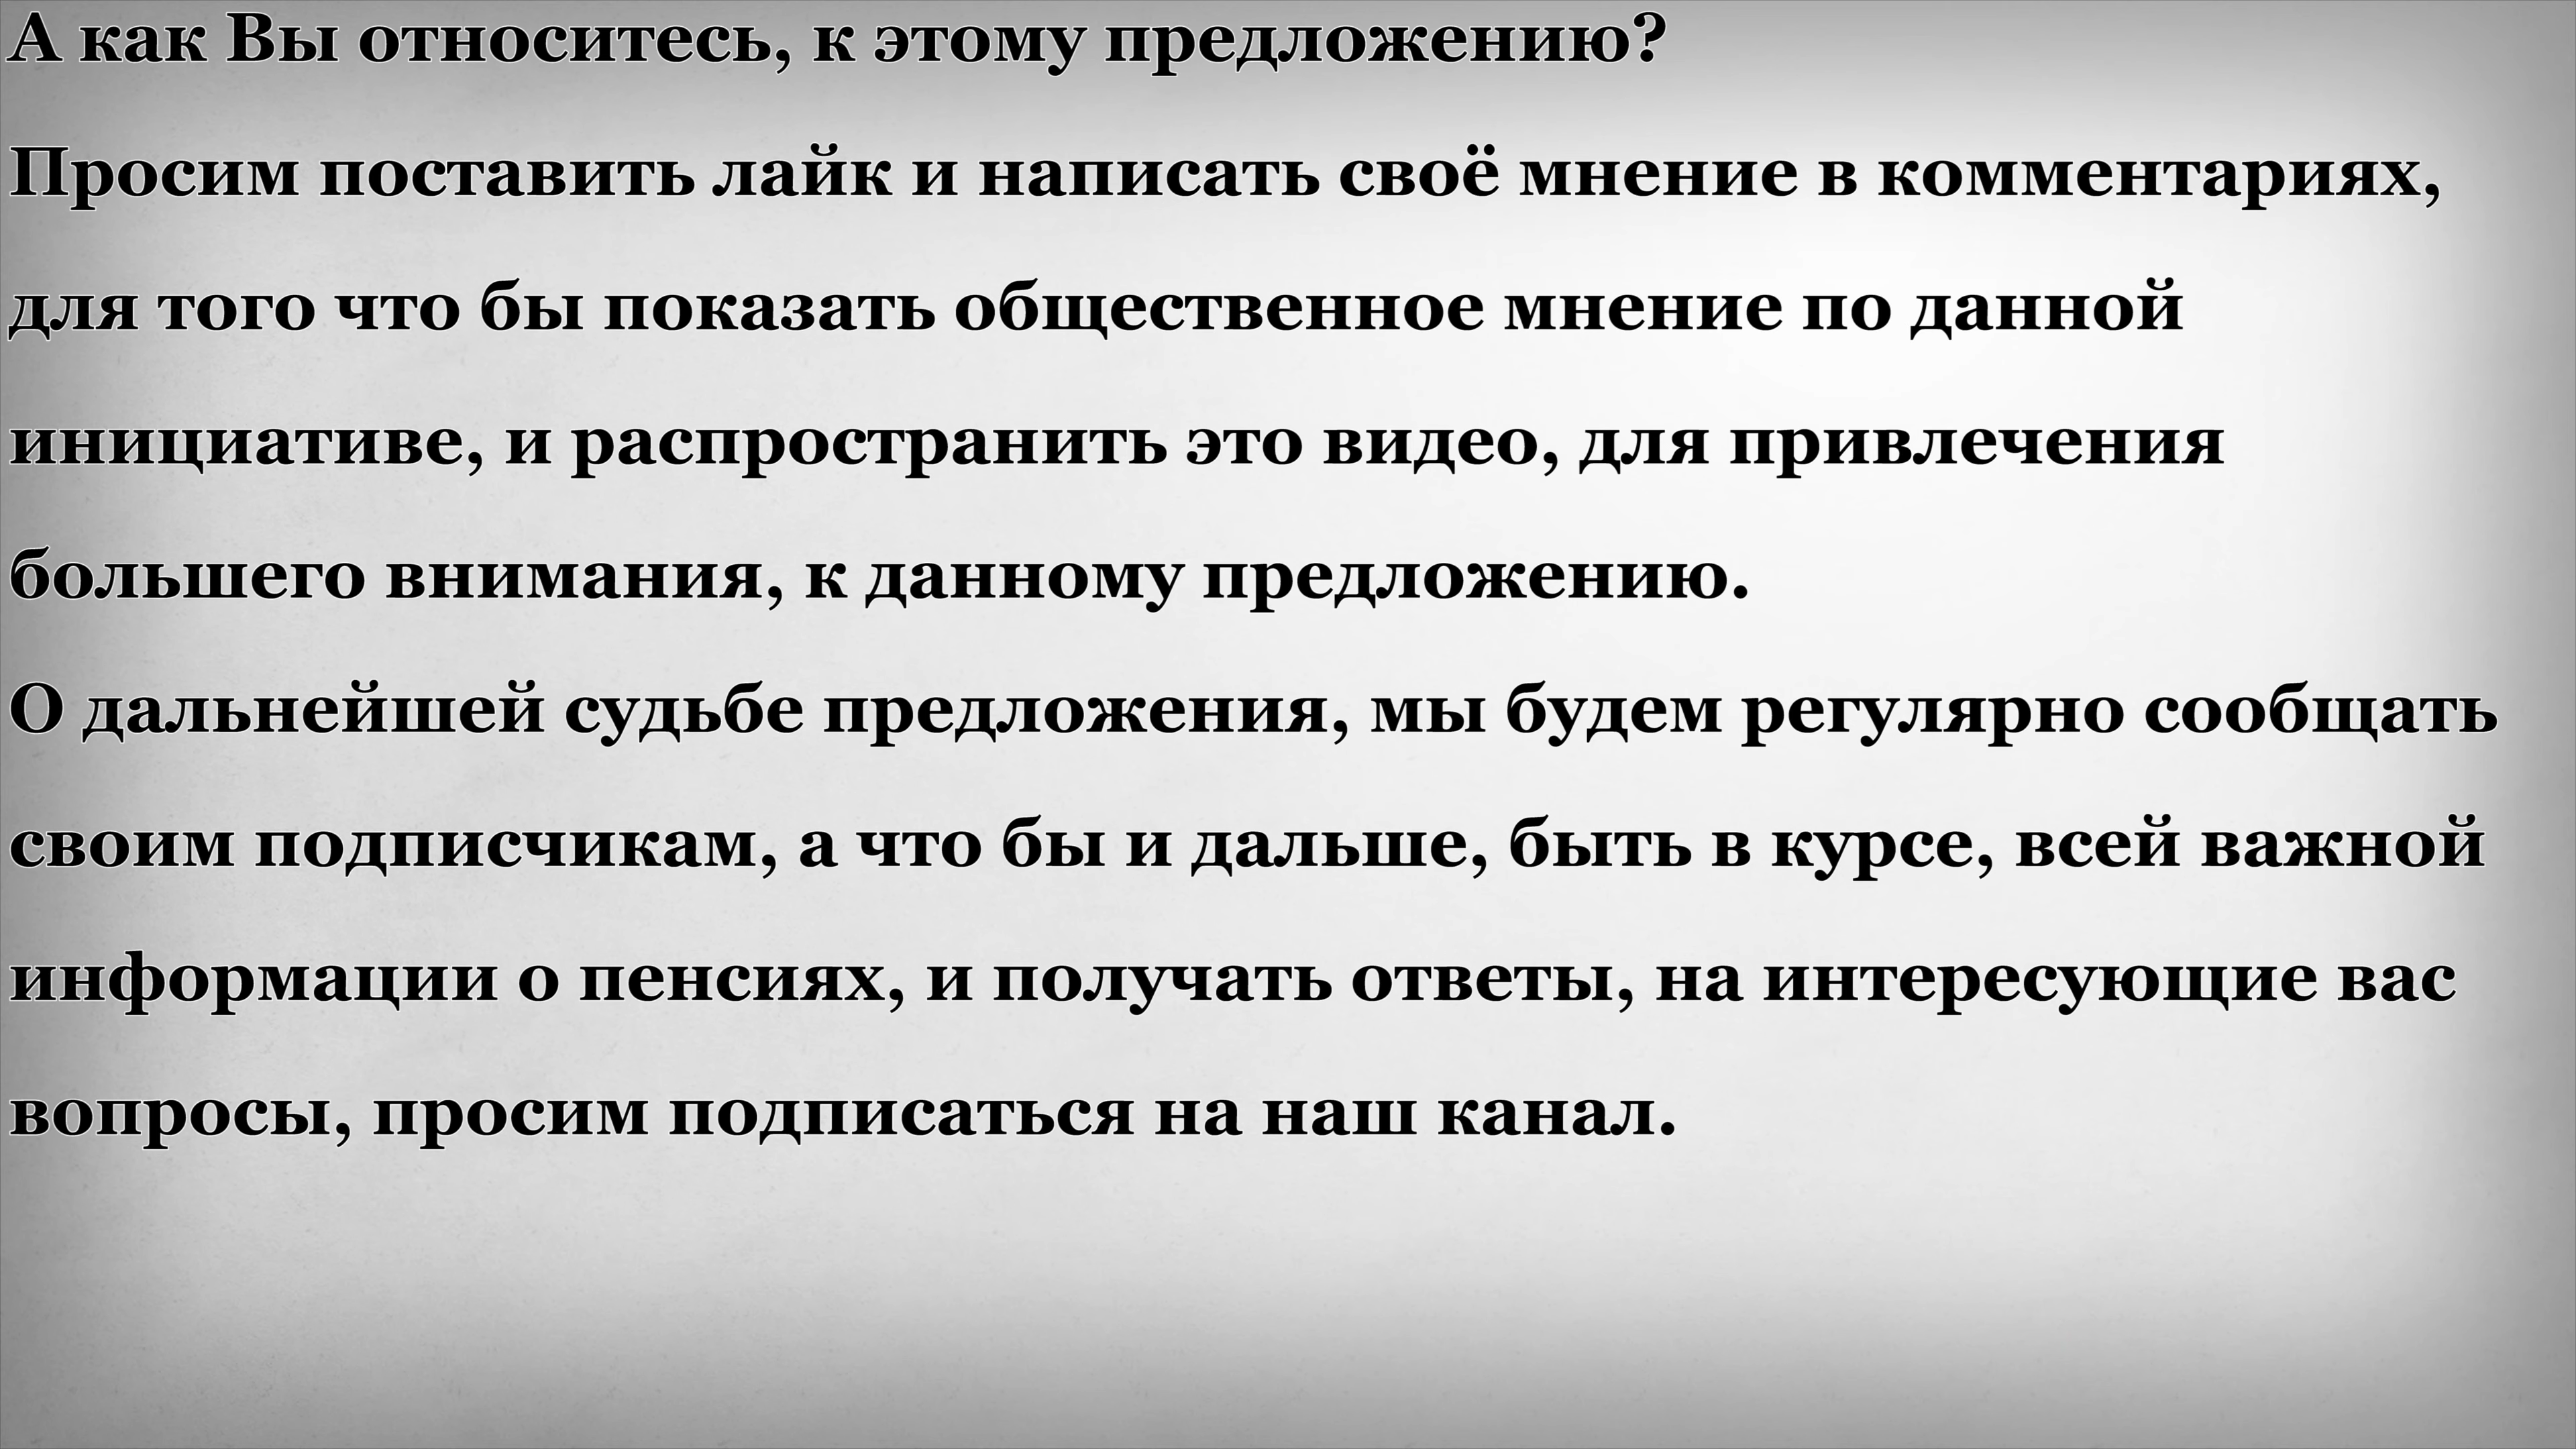 А как Вы относитесь, к этому предложению?
Просим поставить лайк и написать своё мнение в комментариях,
для того что бы показать общественное мнение по данной
инициативе, и распространить это видео, для привлечения
большего внимания, к данному предложению.
О дальнейшей судьбе предложения, мы будем регулярно сообщать
своим подписчикам, а что бы и дальше, быть в курсе, всей важной
информации о пенсиях, и получать ответы, на интересующие вас
вопросы, просим подписаться на наш канал.